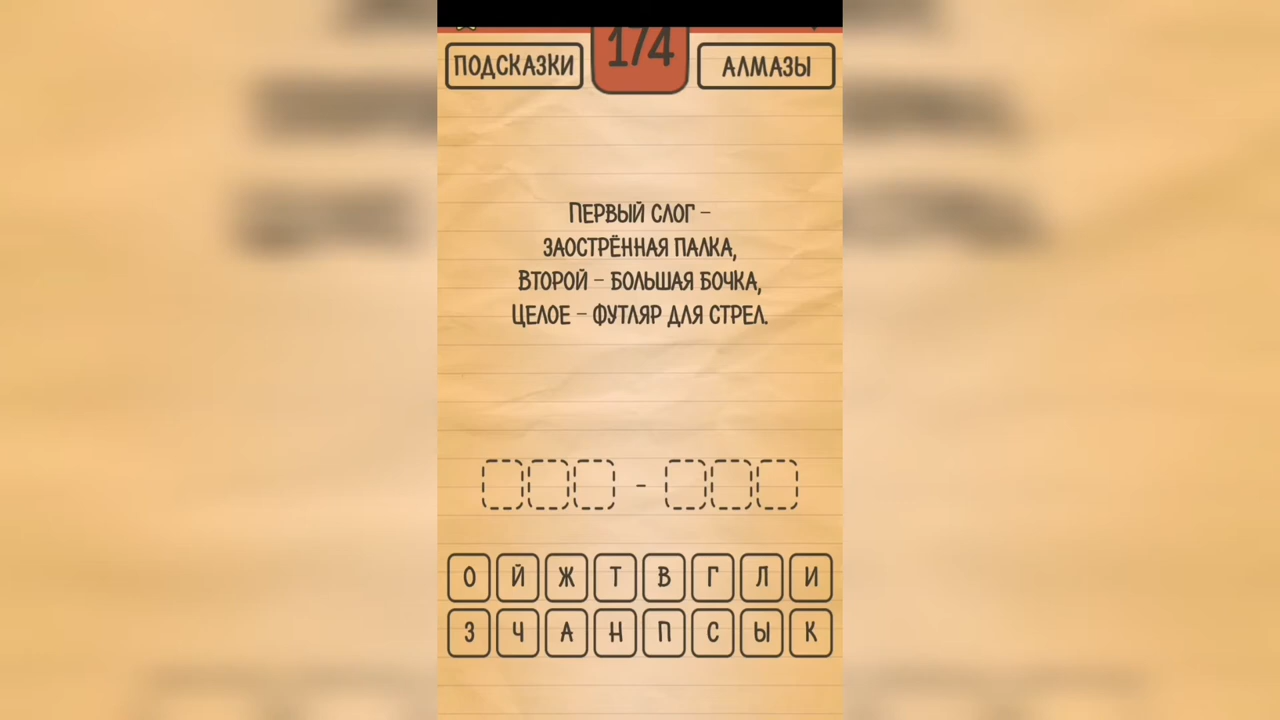 ПОДСКАЗКИ
174
АЛМАЗЫ
ПЕРВЫЙ СЛОГ –
ЗАОСТРЁННАЯ ПАЛКА,
ВТОРОЙ – БОЛЬШАЯ БОЧКА,
ЦЕЛОЕ – ФУТЛЯР ДЛЯ СТРЕЛ.
-
О Й Ж Т В Г Л И
З Ч А Н П С Ы К